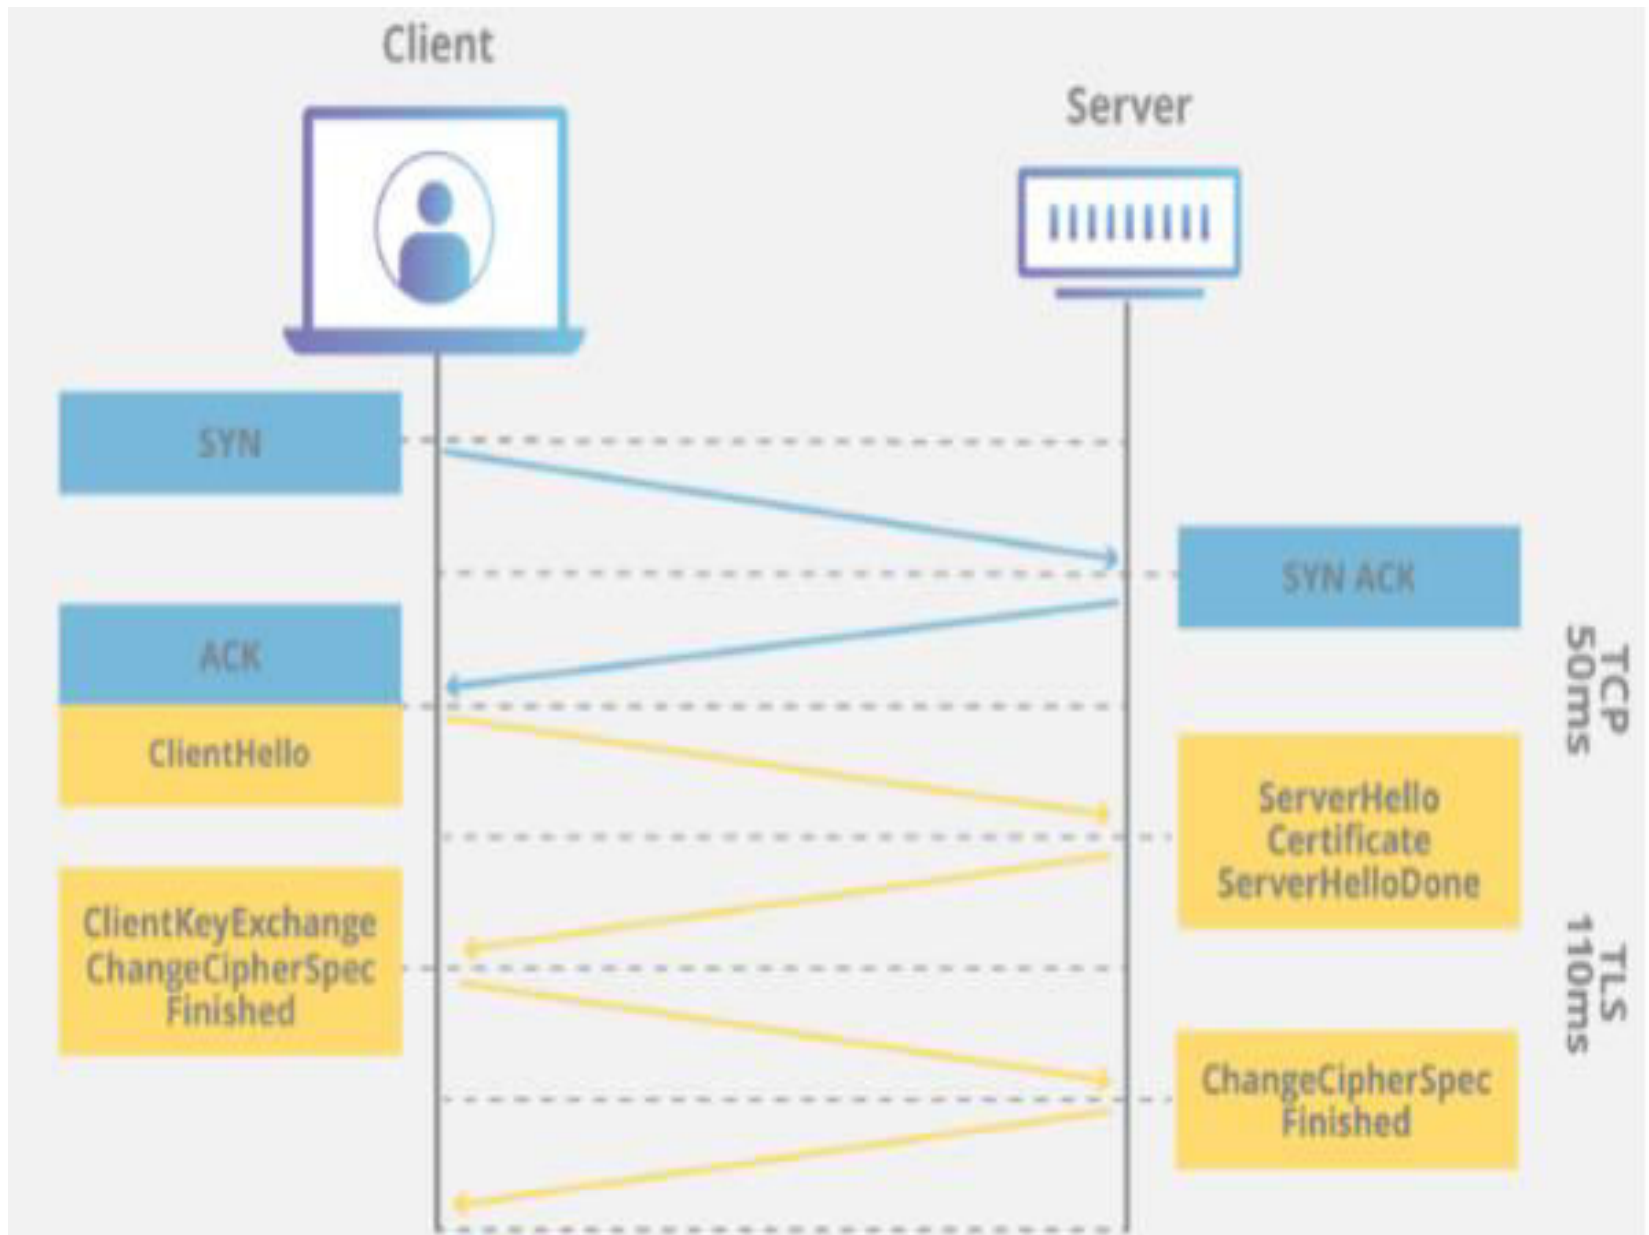 Client
Server
SYN
SYN ACK
ACK
TCP
50ms
ClientHello
ServerHello
Certificate
ServerHelloDone
ClientKeyExchange
ChangeCipherSpec
Finished
TLS
110ms
ChangeCipherSpec
Finished